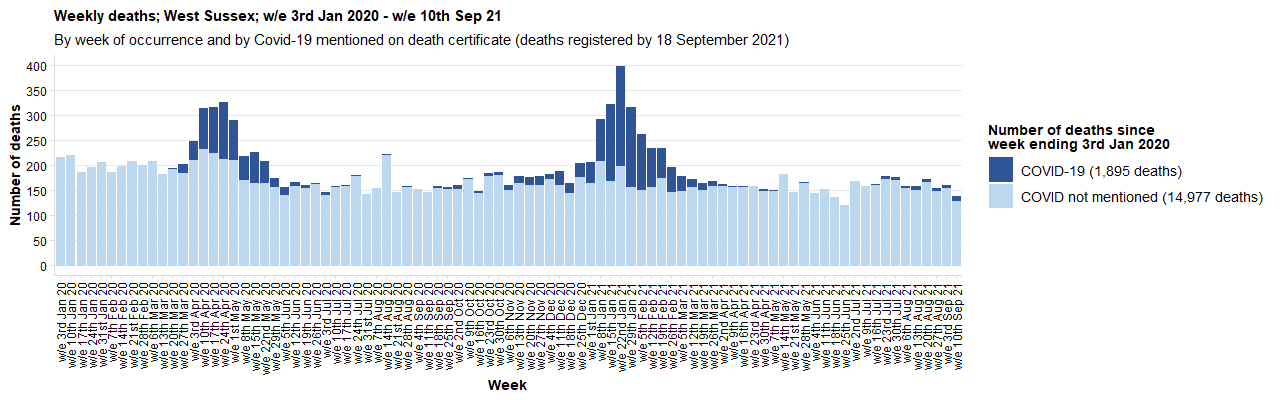 Weekly deaths; West Sussex; w/e 3rd Jan 2020 - w/e 10th Sep 21
By week of occurrence and by Covid-19 mentioned on death certificate (deaths registered by 18 September 2021)
Number of deaths
400
350
300
250
200
150
100
50
0
w/e 3rd Jan 20
w/e 10th Jan 20
w/e 17th Jan 20
w/e 24th Jan 20
w/e 31st Jan 20
w/e 7th Feb 20
w/e 14th Feb 20
w/e 21st Feb 20
w/e 28th Feb 20
w/e 6th Mar 20
w/e 13th Mar 20
w/e 20th Mar 20
w/e 27th Mar 20
w/e 3rd Apr 20
w/e 10th Apr 20
w/e 17th Apr 20
w/e 24th Apr 20
w/e 1st May 20
w/e 8th May 20
w/e 15th May 20
w/e 22nd May 20
w/e 29th May 20
w/e 5th Jun 20
w/e 12th Jun 20
w/e 19th Jun 20
w/e 26th Jun 20
w/e 3rd Jul 20
w/e 10th Jul 20
w/e 17th Jul 20
w/e 24th Jul 20
w/e 31st Jul 20
w/e 7th Aug 20
w/e 14th Aug 20
w/e 21st Aug 20
w/e 28th Aug 20
w/e 4th Sep 20
w/e 11th Sep 20
w/e 18th Sep 20
w/e 25th Sep 20
w/e 2nd Oct 20
w/e 9th Oct 20
w/e 16th Oct 20
w/e 23rd Oct 20
w/e 30th Oct 20
w/e 6th Nov 20
w/e 13th Nov 20
w/e 20th Nov 20
w/e 27th Nov 20
w/e 4th Dec 20
w/e 11th Dec 20
w/e 18th Dec 20
w/e 25th Dec 20
w/e 1st Jan 21
w/e 8th Jan 21
w/e 15th Jan 21
w/e 22nd Jan 21
w/e 29th Jan 21
w/e 5th Feb 21
w/e 12th Feb 21
w/e 19th Feb 21
w/e 26th Feb 21
w/e 5th Mar 21
w/e 12th Mar 21
w/e 19th Mar 21
w/e 26th Mar 21
w/e 2nd Apr 21
w/e 9th Apr 21
w/e 16th Apr 21
w/e 23rd Apr 21
w/e 30th Apr 21
w/e 7th May 21
w/e 14th May 21
w/e 21st May 21
w/e 28th May 21
w/e 4th Jun 21
w/e 11th Jun 21
w/e 18th Jun 21
w/e 25th Jun 21
w/e 2nd Jul 21
w/e 9th Jul 21
w/e 16th Jul 21
w/e 23rd Jul 21
w/e 30th Jul 21
w/e 6th Aug 21
w/e 13th Aug 21
w/e 20th Aug 21
w/e 27th Aug 21
w/e 3rd Sep 21
w/e 10th Sep 21
Week
Number of deaths since
week ending 3rd Jan 2020
COVID-19 (1,895 deaths)
COVID not mentioned (14,977 deaths)